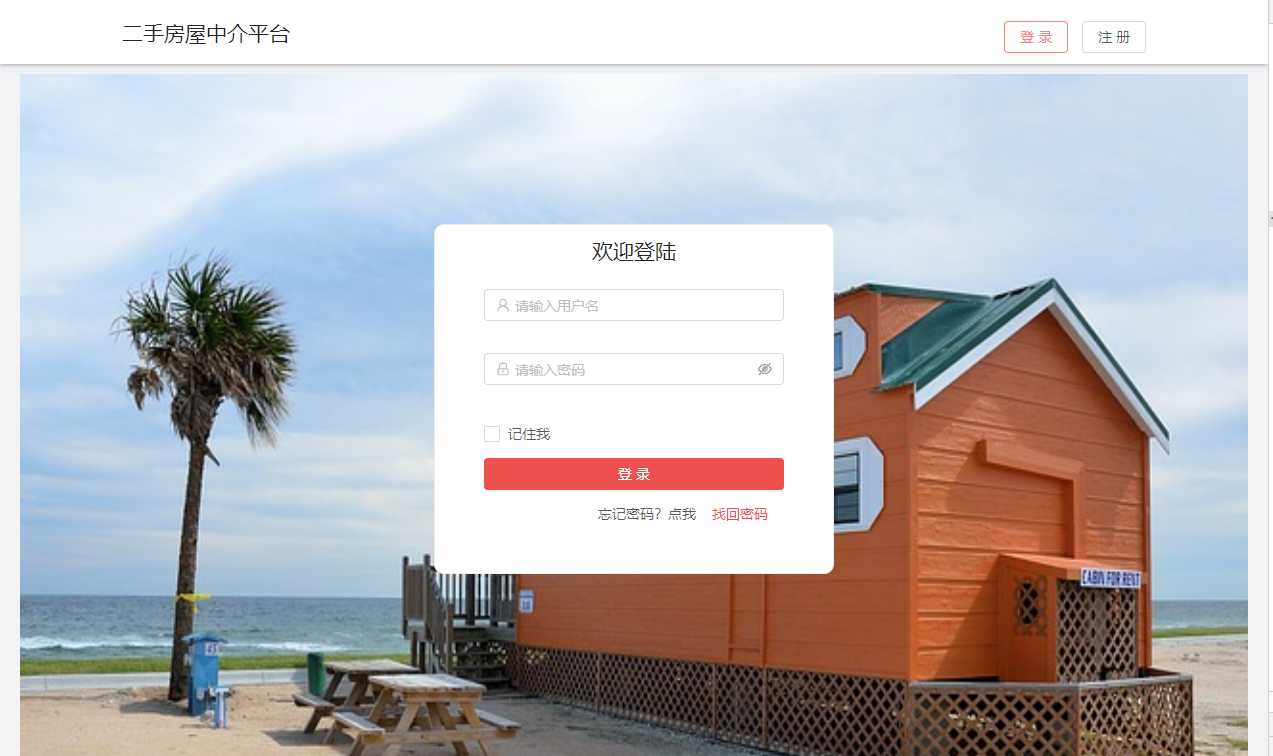 二手房屋中介平台
登 录
注 册
欢迎登陆
请输入用户名
请输入密码
记住我
登 录
忘记密码？点我 找回密码
CABIN FOR RENT